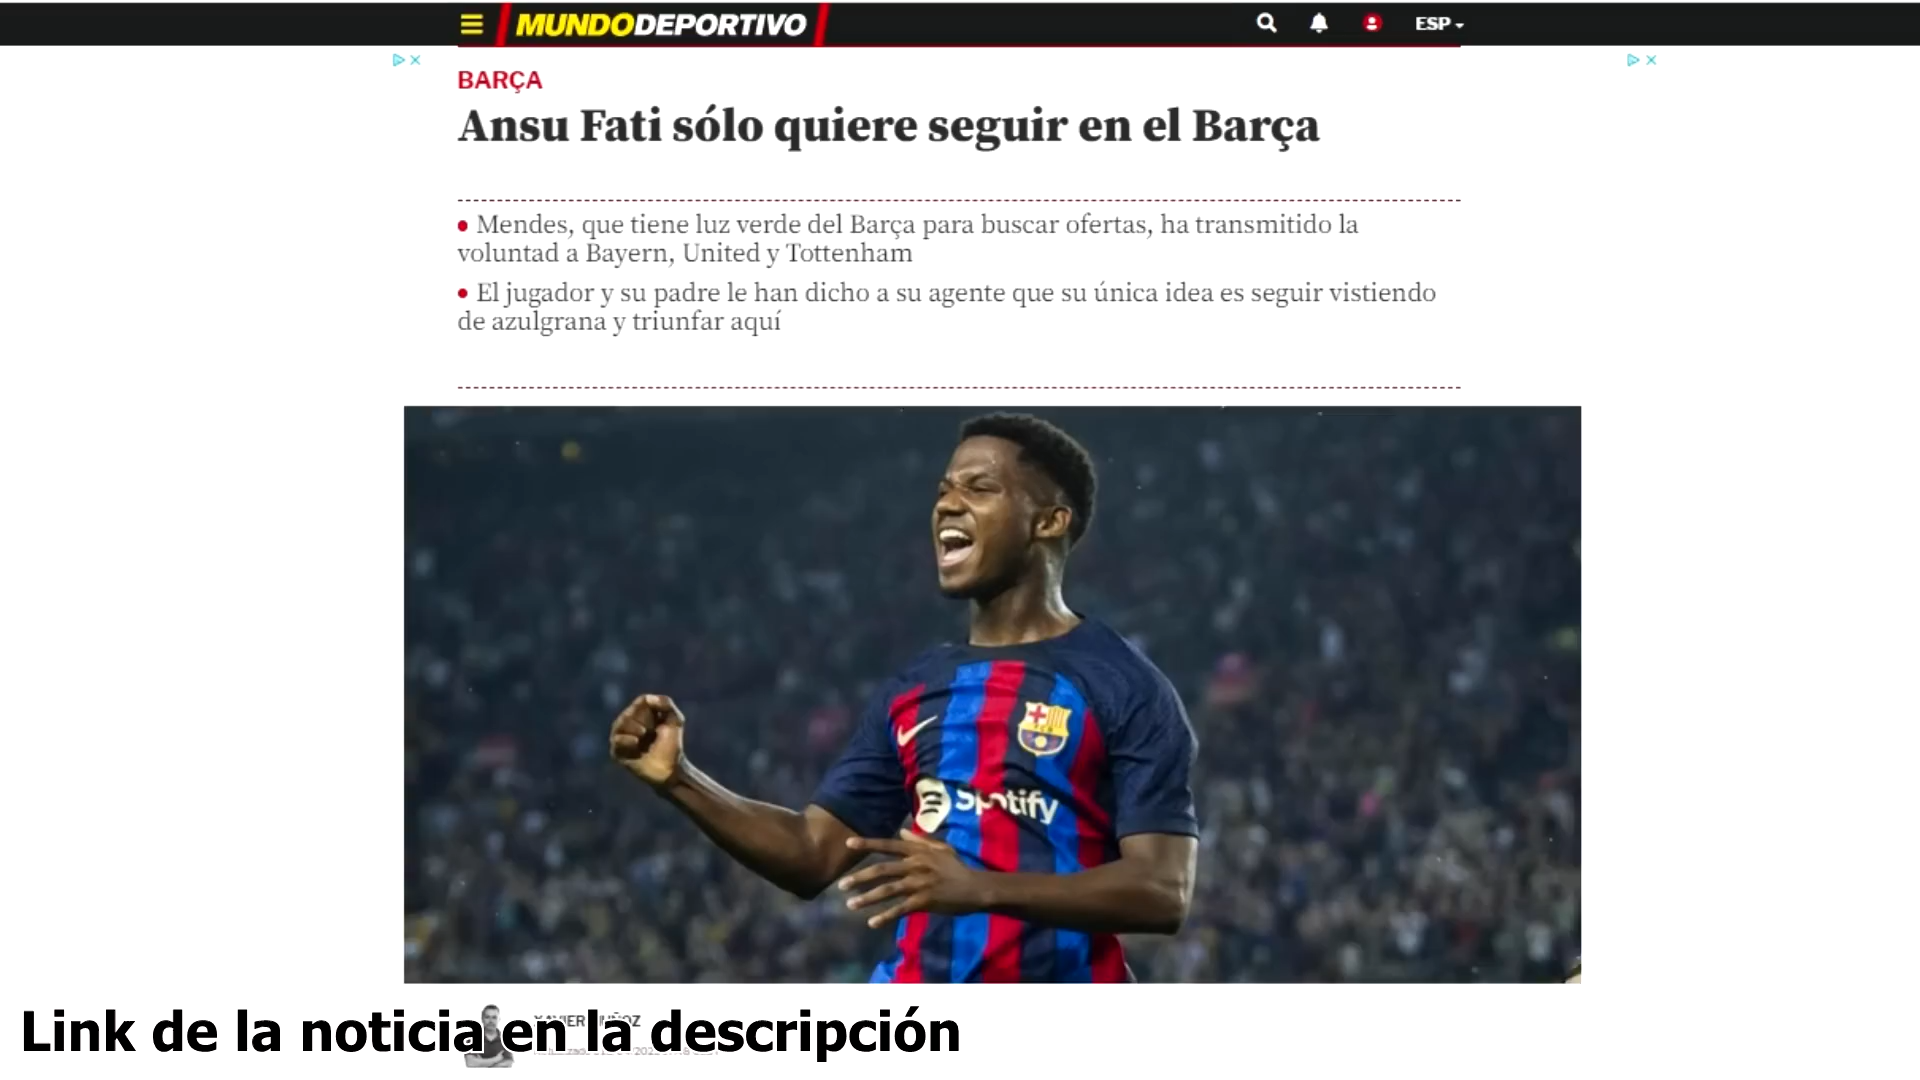 MUNDODEPORTIVO
ESP
BARÇA
Ansu Fati sólo quiere seguir en el Barça
• Mendes, que tiene luz verde del Barça para buscar ofertas, ha transmitido la
voluntad a Bayern, United y Tottenham
• El jugador y su padre le han dicho a su agente que su única idea es seguir vistiendo
de azulgrana y triunfar aquí
Spotify
Link de la noticia en la descripción